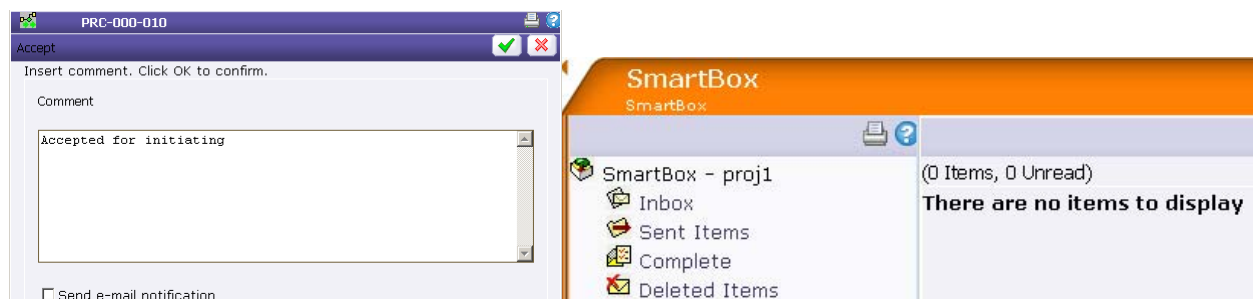 PRC-000-010
Accept
Insert comment. Click OK to confirm.
Comment
Accepted for initiating
Send e-mail notification
SmartBox
SmartBox
SmartBox - proj1
Inbox
Sent Items
Complete
Deleted Items
(0 Items, 0 Unread)
There are no items to display